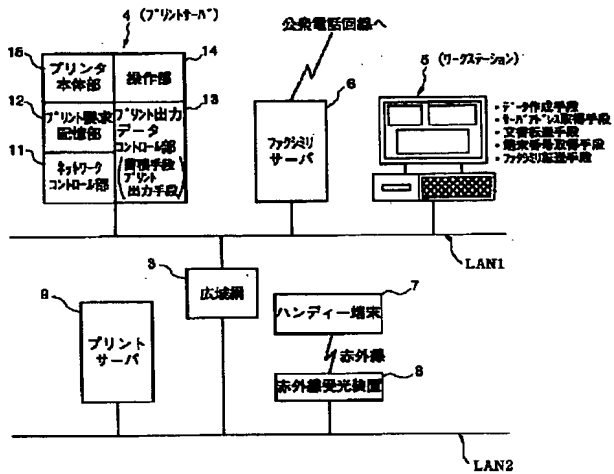 4 (プリントサーバ)
15
14
プリンタ
本体部
操作部
12
13
プリント要求
記憶部
プリント出力
データ
コントロール部
(蓄積手段
プリント
出力手段)
11
ネットワーク
コントロール部
公衆電話回線へ
6
ファクシミリ
サーバ
5 (ワークステーション)
・データ作成手段
・サーバアドレス取得手段
・文書転送手段
・端末番号取得手段
・ファクシミリ転送手段
LAN1
3
広域網
9
プリント
サーバ
7
ハンディー端末
赤外線
8
赤外線受光装置
LAN2